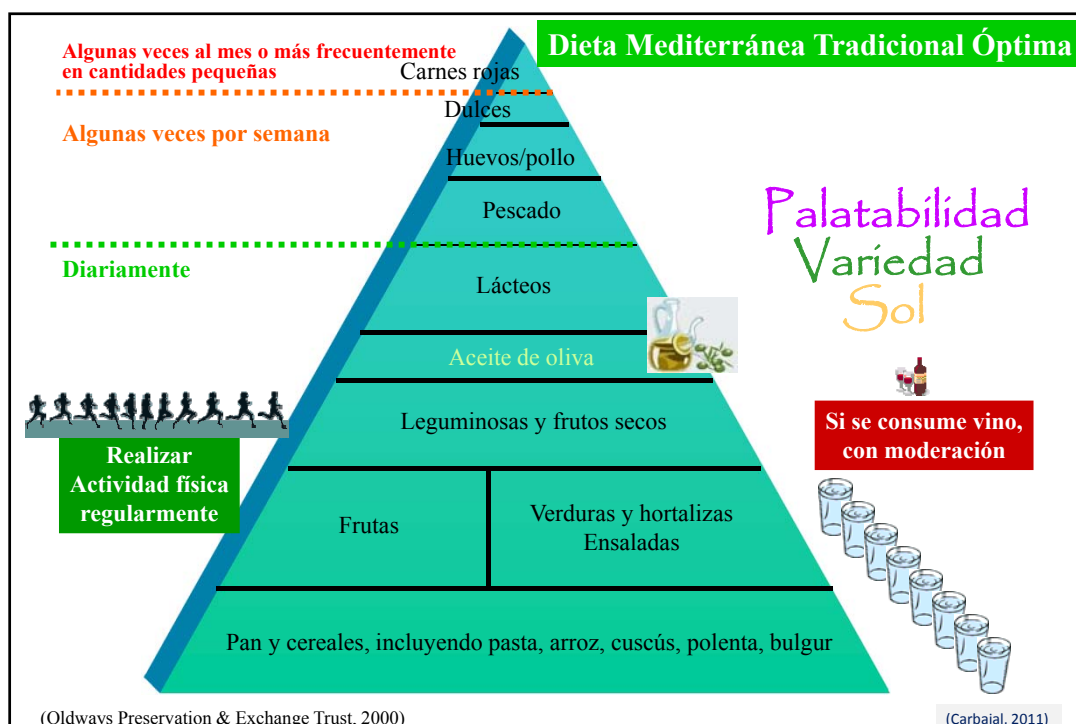 Dieta Mediterránea Tradicional Óptima
Algunas veces al mes o más frecuentemente
en cantidades pequeñas
Carnes rojas
Dulces
Algunas veces por semana
Huevos/pollo
Pescado
Palatabilidad
Variedad
Sol
Diariamente
Lácteos
Aceite de oliva
Leguminosas y frutos secos
Si se consume vino,
con moderación
Realizar
Actividad física
regularmente
Frutas
Verduras y hortalizas
Ensaladas
Pan y cereales, incluyendo pasta, arroz, cuscús, polenta, bulgur
(Oldways Preservation & Exchange Trust, 2000)
(Carbajal, 2011)